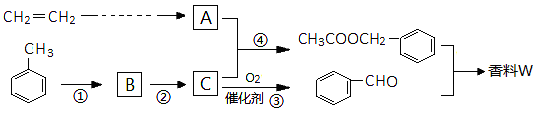 CH₂=CH₂ A
④ CH₃COOCH₂
CH₃ CHO 香料W
① B ② C O₂
催化剂 ③